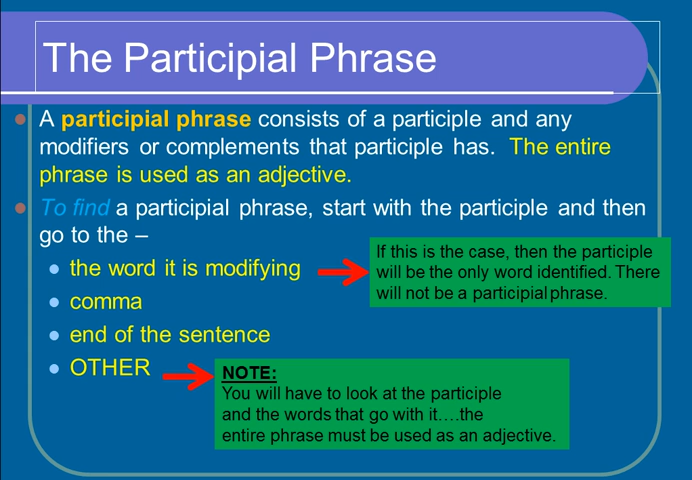 The Participial Phrase
A participial phrase consists of a participle and any
modifiers or complements that participle has. The entire
phrase is used as an adjective.
To find a participial phrase, start with the participle and then
go to the –
the word it is modifying
If this is the case, then the participle
will be the only word identified. There
will not be a participial phrase.
comma
end of the sentence
OTHER
NOTE:
You will have to look at the participle
and the words that go with it….the
entire phrase must be used as an adjective.